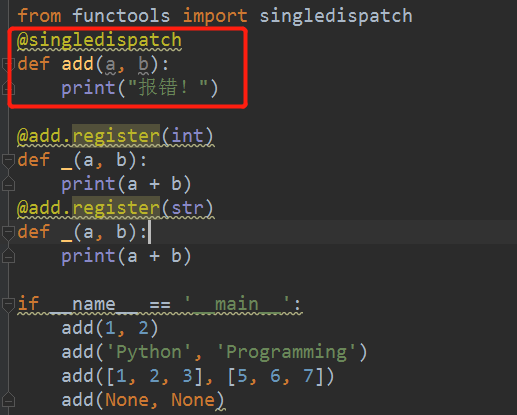 from functools import singledispatch
@singledispatch
def add(a, b):
    print("报错！")
@add.register(int)
def _(a, b):
    print(a + b)
@add.register(str)
def _(a, b):
    print(a + b)
if __name__ == '__main__':
    add(1, 2)
    add('Python', 'Programming')
    add([1, 2, 3], [5, 6, 7])
    add(None, None)